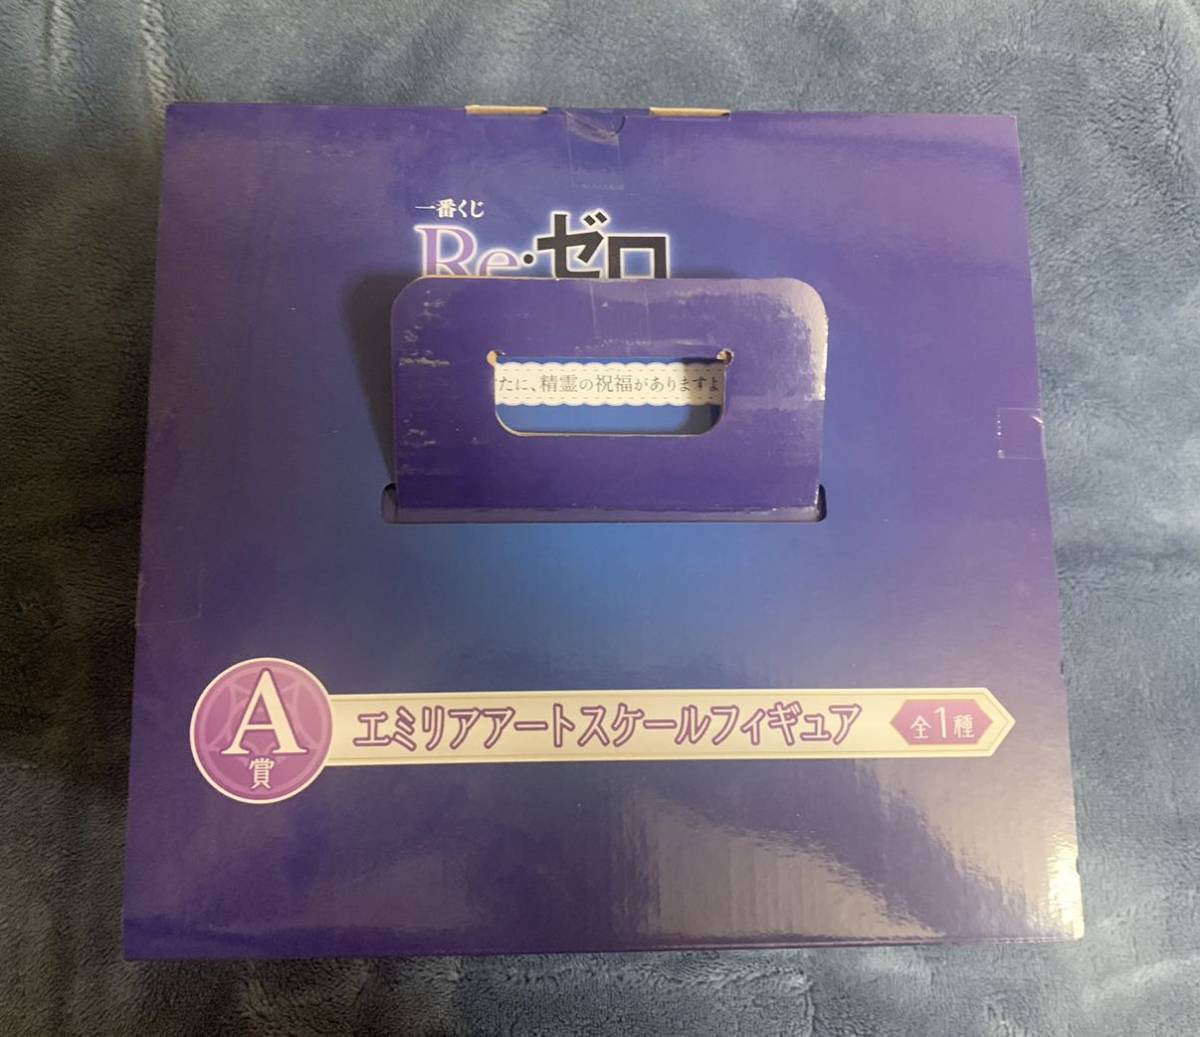 一番くじ
Re:ゼロ
たに、精霊の祝福がありますよ
A賞
エミリアアートスケールフィギュア
全1種